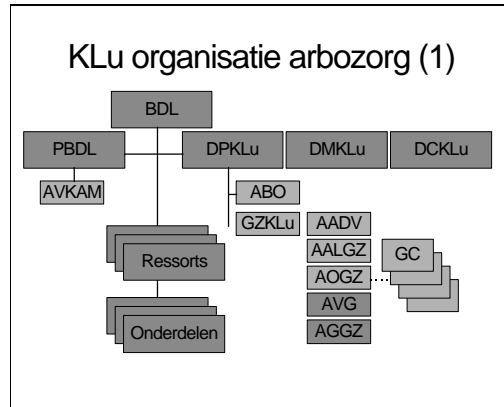 KLu organisatie arbozorg (1)
BDL
PBDL
DPKLu
DMKLu
DCKLu
AVKAM
ABO
GZKLu
AADV
AALGZ
GC
Ressorts
AOGZ
AVG
Onderdelen
AGGZ